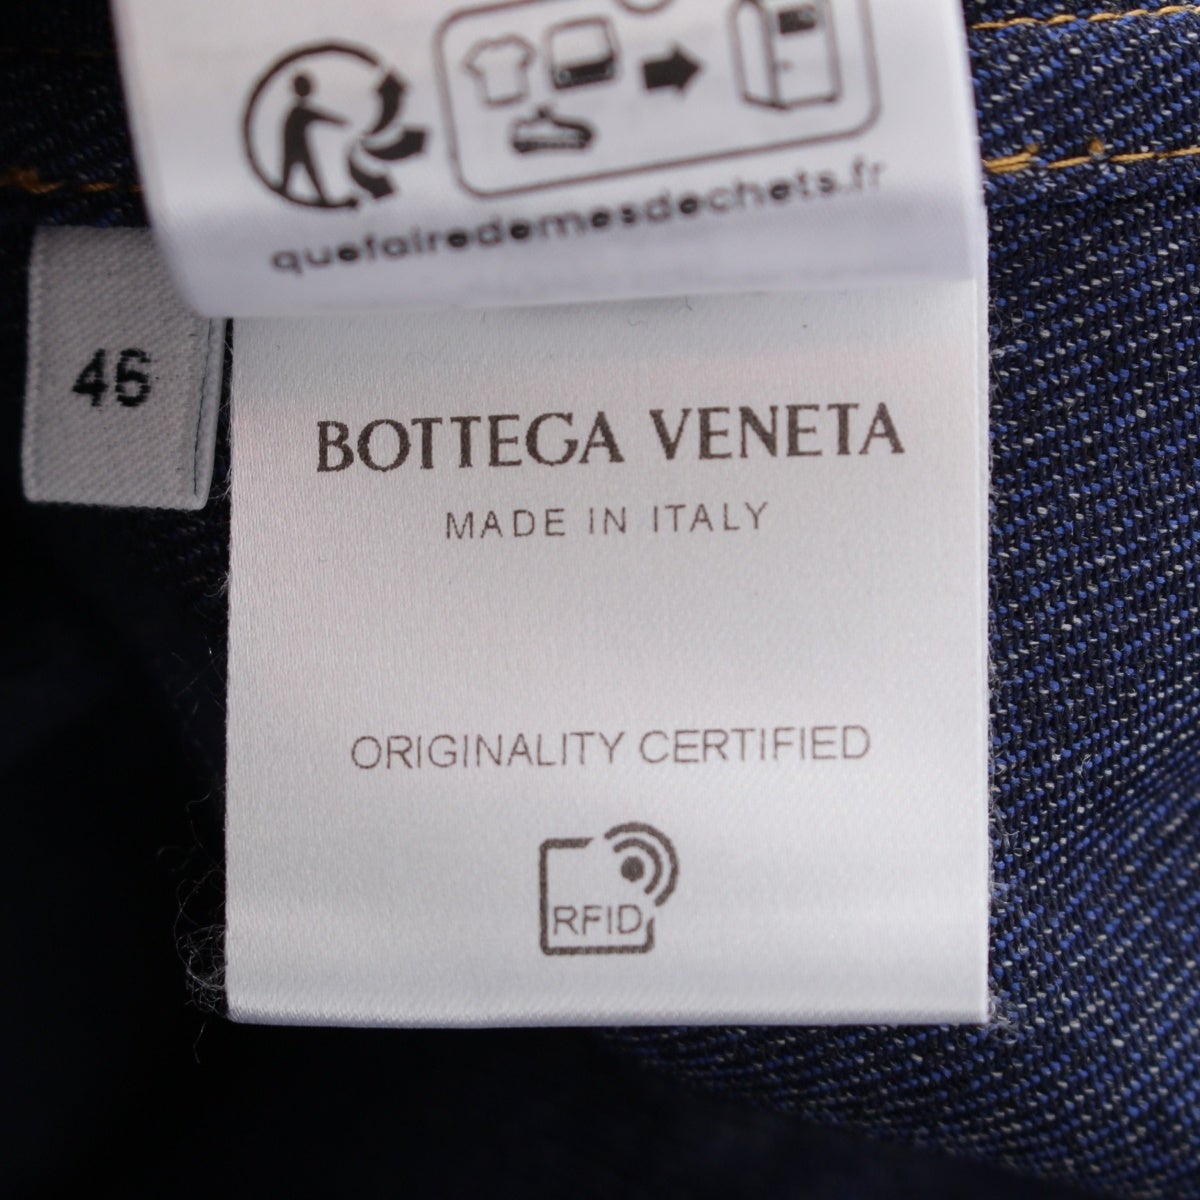 quefairedemesdechets.fr
46
BOTTEGA VENETA
MADE IN ITALY
ORIGINALITY CERTIFIED
RFID